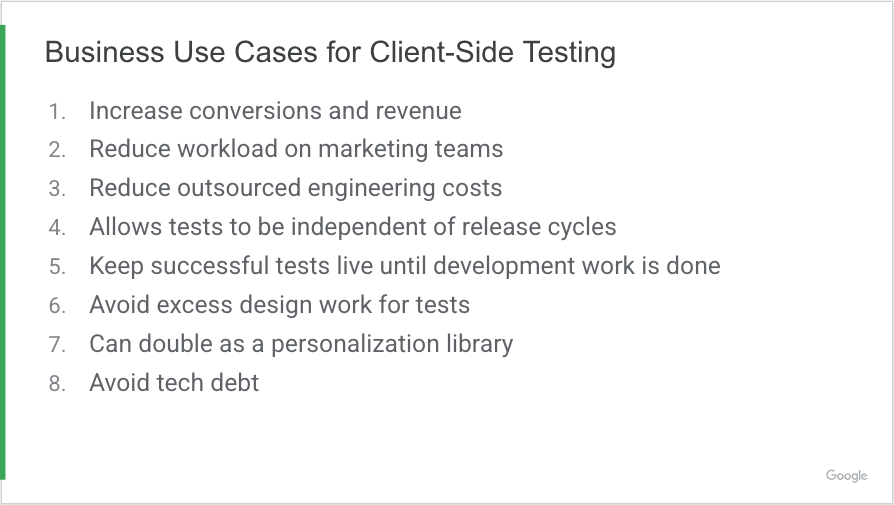 Business Use Cases for Client-Side Testing
1. Increase conversions and revenue
2. Reduce workload on marketing teams
3. Reduce outsourced engineering costs
4. Allows tests to be independent of release cycles
5. Keep successful tests live until development work is done
6. Avoid excess design work for tests
7. Can double as a personalization library
8. Avoid tech debt
Google